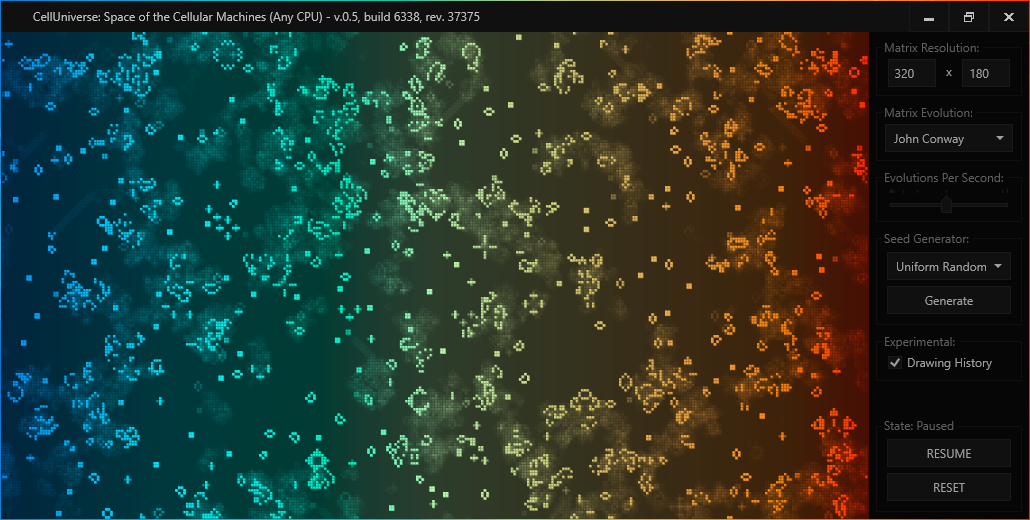 CellUniverse: Space of the Cellular Machines (Any CPU) - v.0.5, build 6338, rev. 37375
Matrix Resolution:
320 x 180
Matrix Evolution:
John Conway
Evolutions Per Second:
Seed Generator:
Uniform Random
Generate
Experimental:
Drawing History
State: Paused
RESUME
RESET